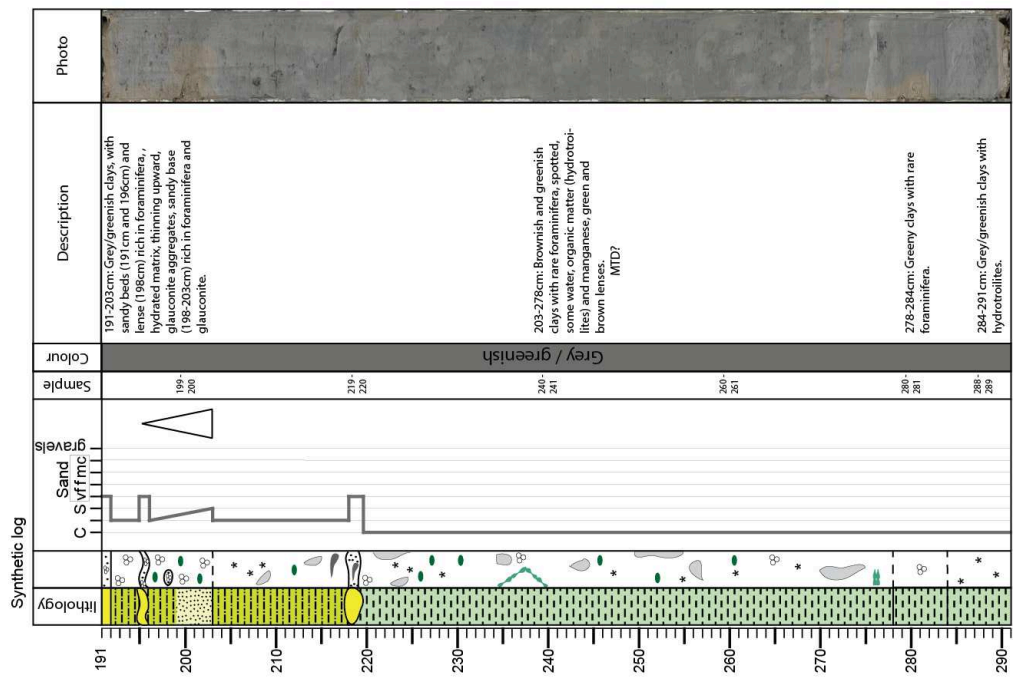 Synthetic log
Photo
191-203cm: Grey/greenish clays, with
sandy beds (191cm and 196cm) and
lense (198cm) rich in foraminifera, ,
hydrated matrix, thinning upward,
glauconite aggregates, sandy base
(198-203cm) rich in foraminifera and
glauconite.
203-278cm: Brownish and greenish
clays with rare foraminifera, spotted,
some water, organic matter (hydrotroi-
lites) and manganese, green and
brown lenses.
MTD?
278-284cm: Greeny clays with rare
foraminifera.
284-291cm: Grey/greenish clays with
hydrotroilites.
Description
Colour
Grey / greenish
Sample
199-
200
219-
220
240-
241
260-
261
280-
281
288-
289
gravels
Sand
C S vf f m c
lithology
191 200 210 220 230 240 250 260 270 280 290